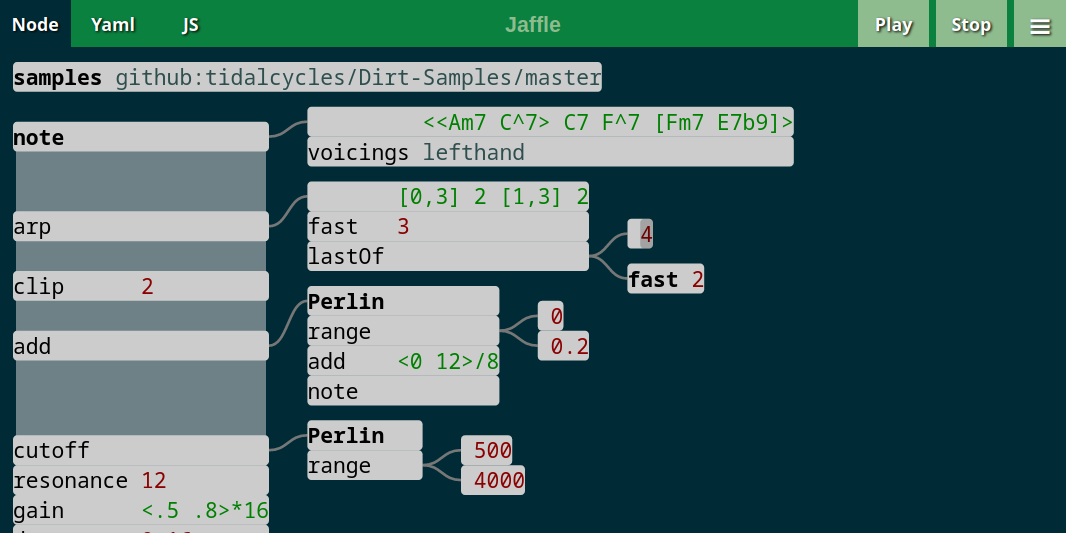 Node Yaml JS Jaffle Play Stop
samples github:tidalcycles/Dirt-Samples/master
note
<<Am7 C^7> C7 F^7 [Fm7 E7b9]>
voicings lefthand
arp
[0,3] 2 [1,3] 2
fast 3
lastOf
4
fast 2
clip 2
add
Perlin
range
0
0.2
add <0 12>/8
note
cutoff
Perlin
range
500
4000
resonance 12
gain <.5 .8>*16